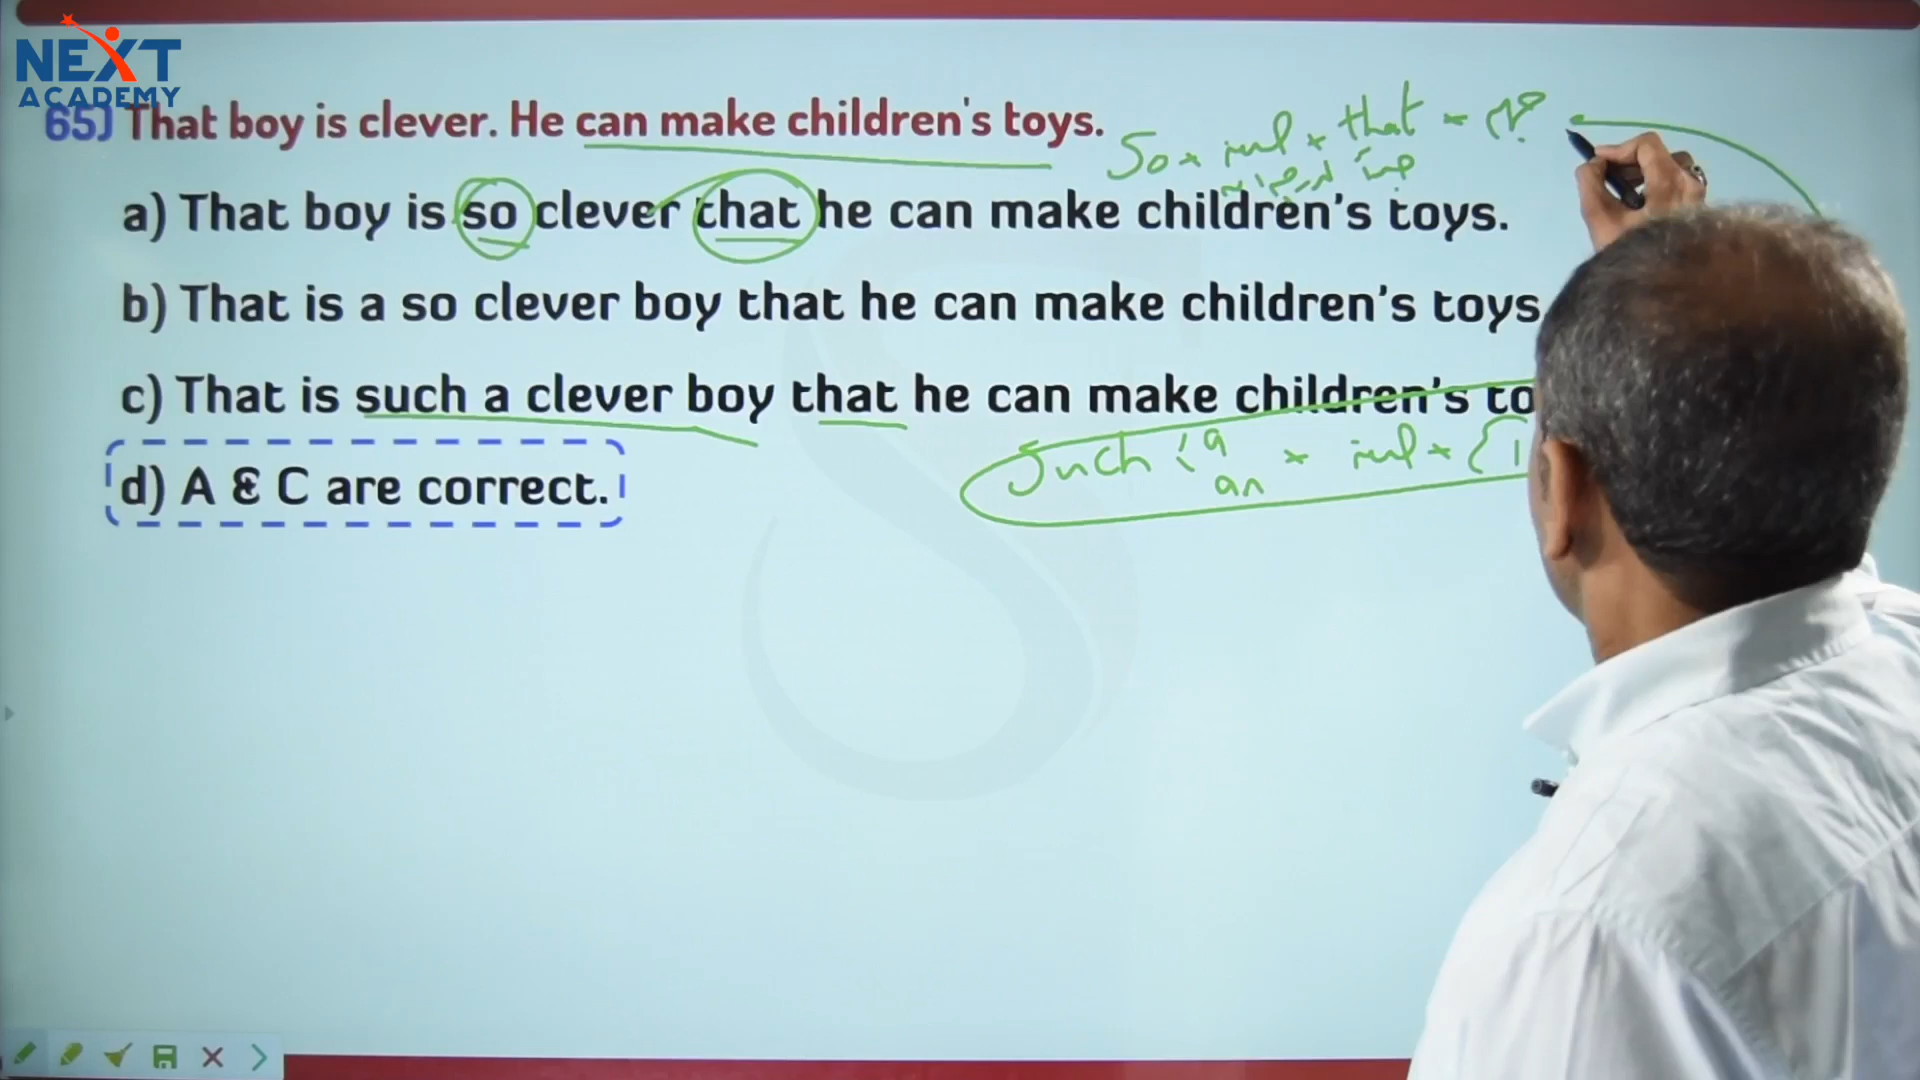 NEXT
ACADEMY
65) That boy is clever. He can make children's toys.
So + + that +
a) That boy is so clever that he can make children's toys.
b) That is a so clever boy that he can make children's toys
c) That is such a clever boy that he can make children's to
such a
an
d) A & C are correct.